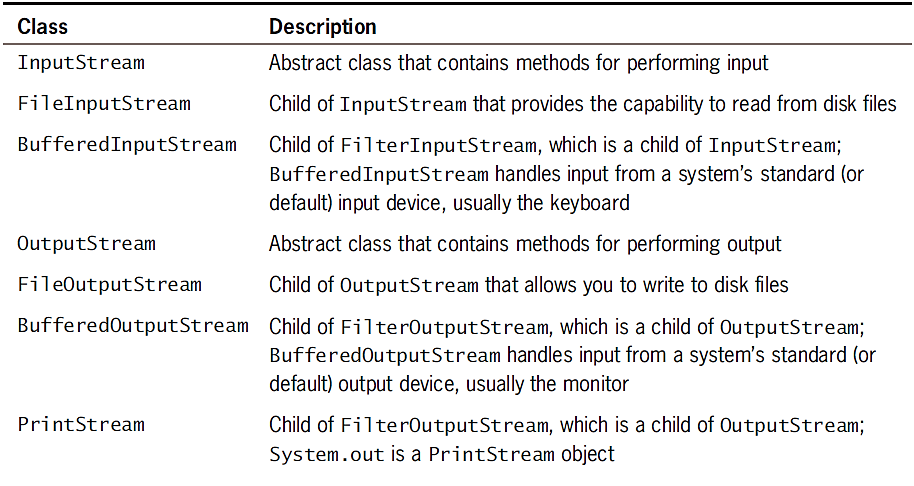 Class Description
InputStream Abstract class that contains methods for performing input
FileInputStream Child of InputStream that provides the capability to read from disk files
BufferedInputStream Child of FilterInputStream, which is a child of InputStream;
BufferedInputStream handles input from a system’s standard (or
default) input device, usually the keyboard
OutputStream Abstract class that contains methods for performing output
FileOutputStream Child of OutputStream that allows you to write to disk files
BufferedOutputStream Child of FilterOutputStream, which is a child of OutputStream;
BufferedOutputStream handles input from a system’s standard (or
default) output device, usually the monitor
PrintStream Child of FilterOutputStream, which is a child of OutputStream;
System.out is a PrintStream object